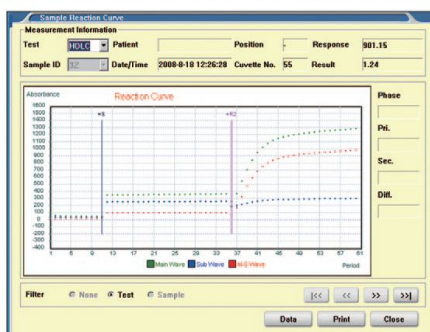 Sample Reaction Curve
Measurement Information
Test HDLC Patient Position - Response 901.15
Sample ID 32 Date/Time 2008-8-18 12:26:28 Cuvette No. 55 Result 1.24
Absorbance Reaction Curve
Phase
Pri.
Sec.
Diff.
1800
1600
1500
1400
1300
1200
1100
1000
900
800
700
600
500
400
300
200
100
0
-100
-200
-300
-400
+S
+R2
1 5 9 13 17 21 25 29 33 37 41 45 49 53 57 61
Main Wave Sub Wave M-S Wave Period
Filter None Test Sample |<< << >> >>|
Data Print Close